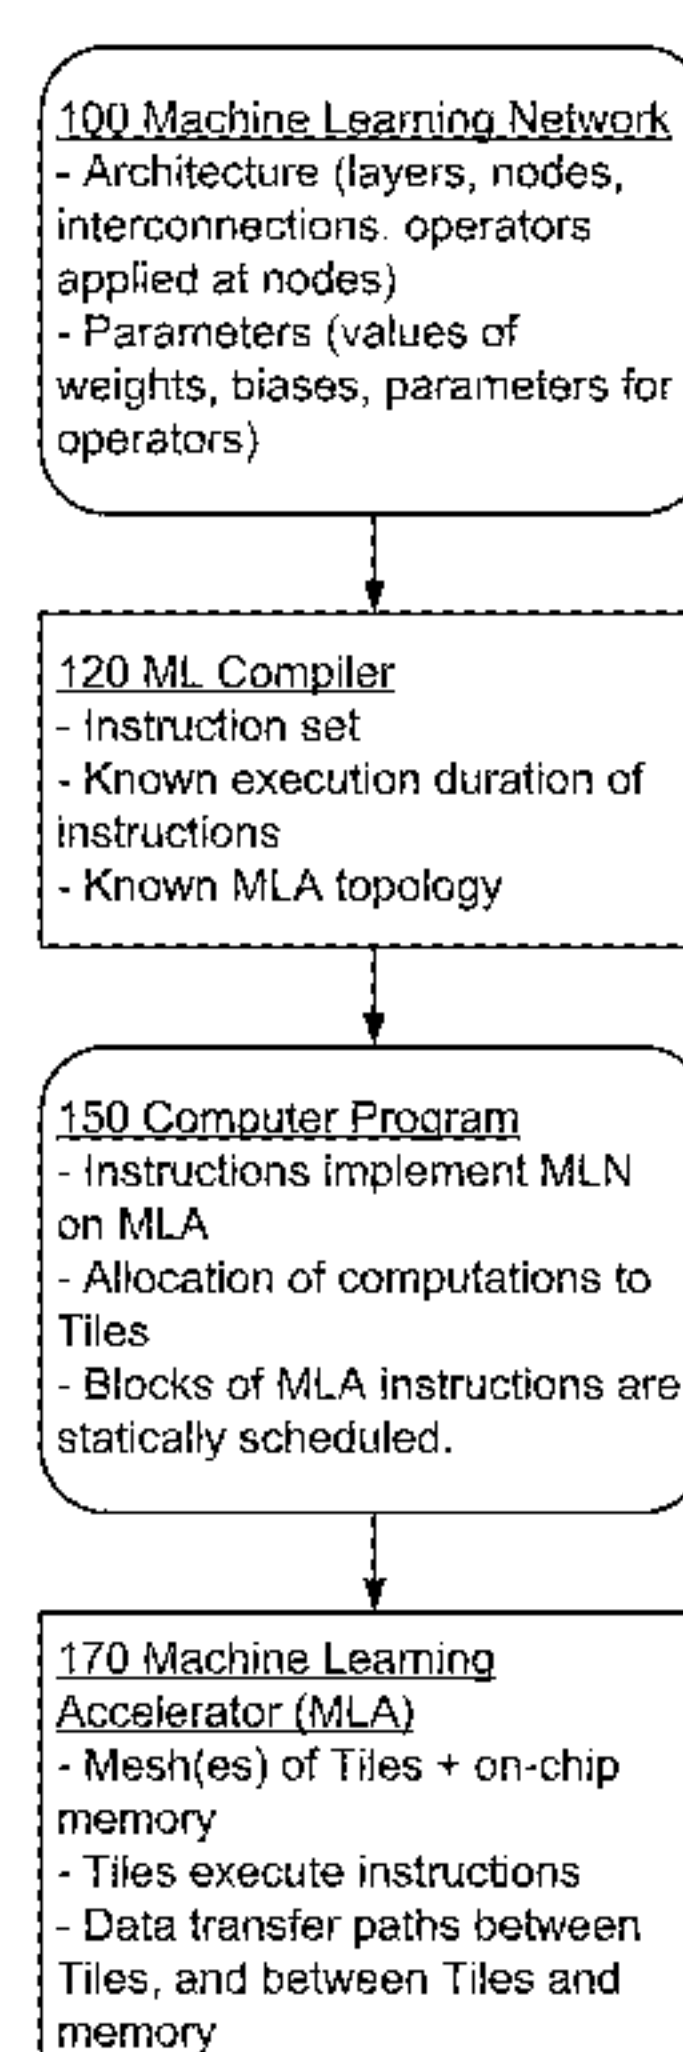 100 Machine Learning Network
- Architecture (layers, nodes,
interconnections. operators
applied at nodes)
- Parameters (values of
weights, biases, parameters for
operators)
120 ML Compiler
- Instruction set
- Known execution duration of
instructions
- Known MLA topology
150 Computer Program
- Instructions implement MLN
on MLA
- Allocation of computations to
Tiles
- Blocks of MLA instructions are
statically scheduled.
170 Machine Learning
Accelerator (MLA)
- Mesh(es) of Tiles + on-chip
memory
- Tiles execute instructions
- Data transfer paths between
Tiles, and between Tiles and
memory